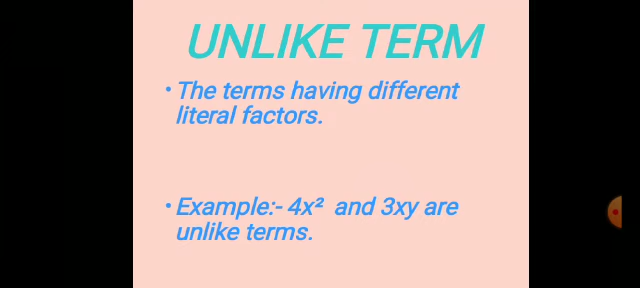 UNLIKE TERM
• The terms having different
literal factors.
• Example:- 4x² and 3xy are
unlike terms.